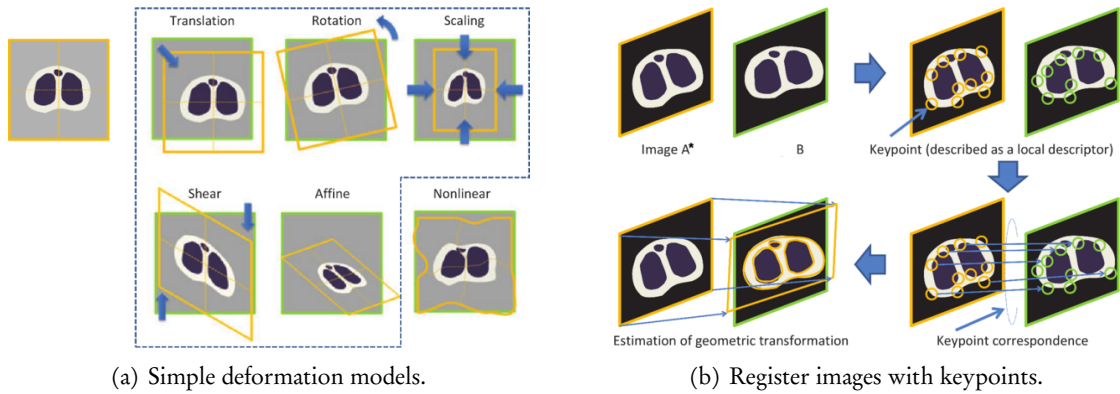 Translation
Rotation
Scaling
Shear
Affine
Nonlinear
(a) Simple deformation models.
Image A*
B
Keypoint (described as a local descriptor)
Estimation of geometric transformation
Keypoint correspondence
(b) Register images with keypoints.